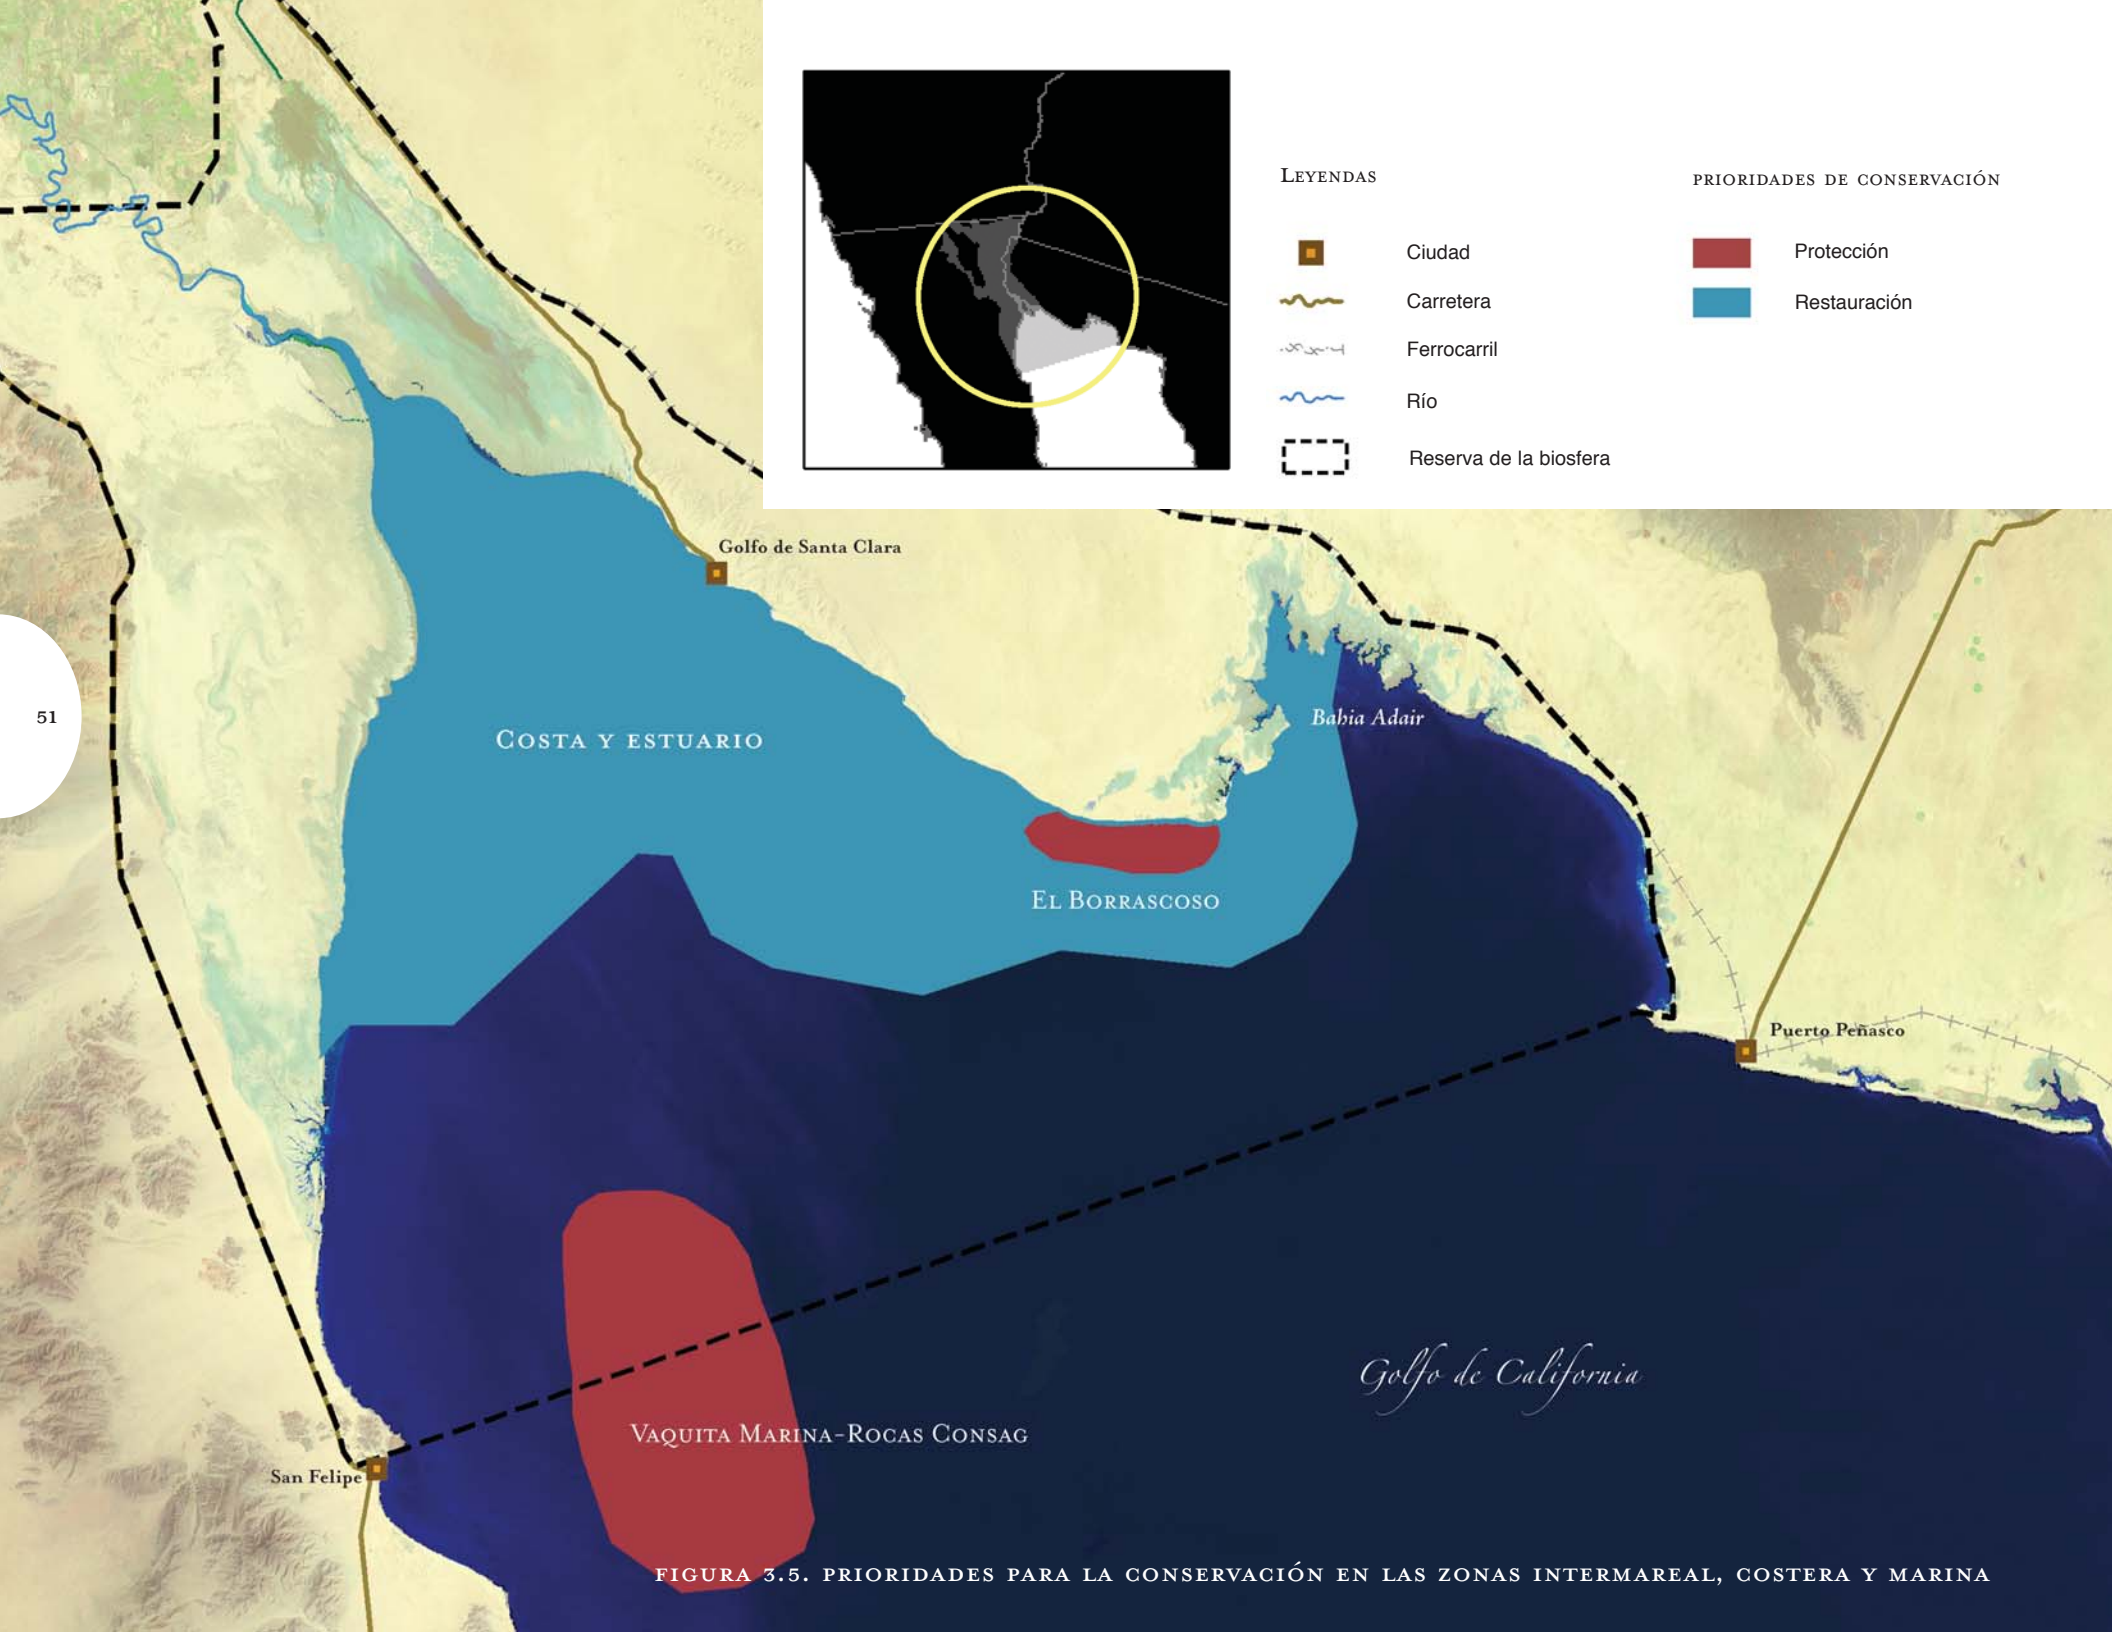 LEYENDAS
PRIORIDADES DE CONSERVACIÓN
Ciudad
Protección
Carretera
Restauración
Ferrocarril
Río
Reserva de la biosfera
Golfo de Santa Clara
51
Bahia Adair
COSTA Y ESTUARIO
EL BORRASCOSO
Puerto Peñasco
Golfo de California
VAQUITA MARINA-ROCAS CONSAG
San Felipe
FIGURA 3.5. PRIORIDADES PARA LA CONSERVACIÓN EN LAS ZONAS INTERMAREAL, COSTERA Y MARINA